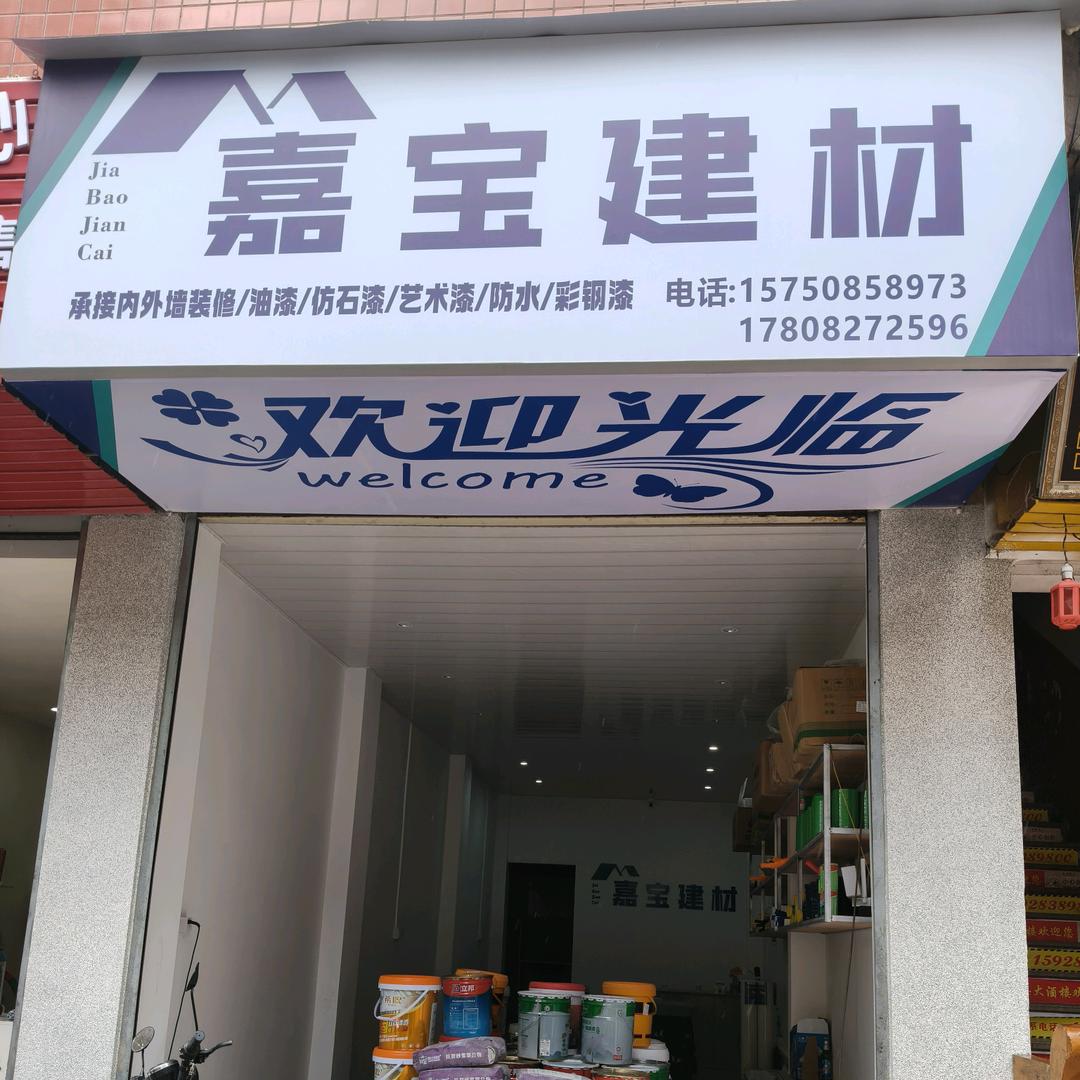 嘉宝建材
Jia
Bao
Jian
Cai
承接内外墙装修/油漆/仿石漆/艺术漆/防水/彩钢漆
电话:15750858973
17808272596
欢迎光临
welcome
嘉宝建材
立邦